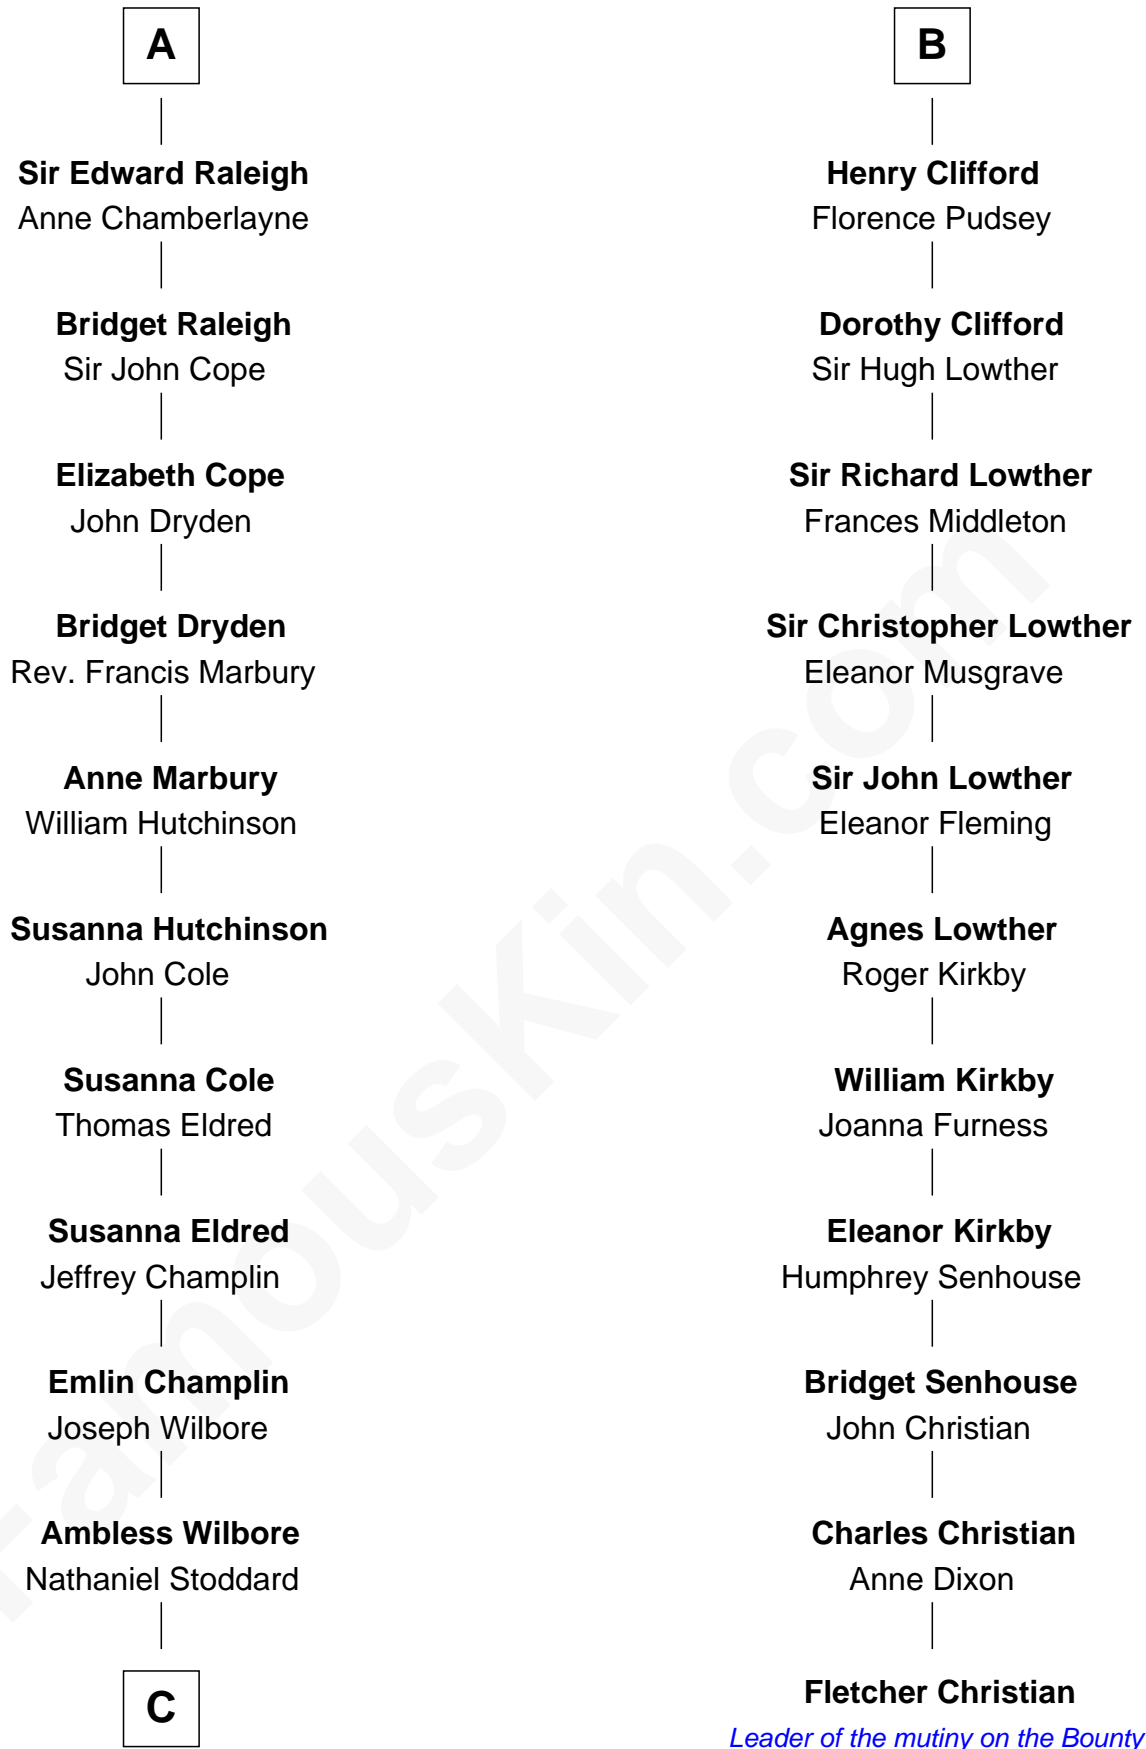 A
Sir Edward Raleigh
Anne Chamberlayne
Bridget Raleigh
Sir John Cope
Elizabeth Cope
John Dryden
Bridget Dryden
Rev. Francis Marbury
Anne Marbury
William Hutchinson
Susanna Hutchinson
John Cole
Susanna Cole
Thomas Eldred
Susanna Eldred
Jeffrey Champlin
Emlin Champlin
Joseph Wilbore
Ambless Wilbore
Nathaniel Stoddard
C
B
Henry Clifford
Florence Pudsey
Dorothy Clifford
Sir Hugh Lowther
Sir Richard Lowther
Frances Middleton
Sir Christopher Lowther
Eleanor Musgrave
Sir John Lowther
Eleanor Fleming
Agnes Lowther
Roger Kirkby
William Kirkby
Joanna Furness
Eleanor Kirkby
Humphrey Senhouse
Bridget Senhouse
John Christian
Charles Christian
Anne Dixon
Fletcher Christian
Leader of the mutiny on the Bounty
FamousKin.com